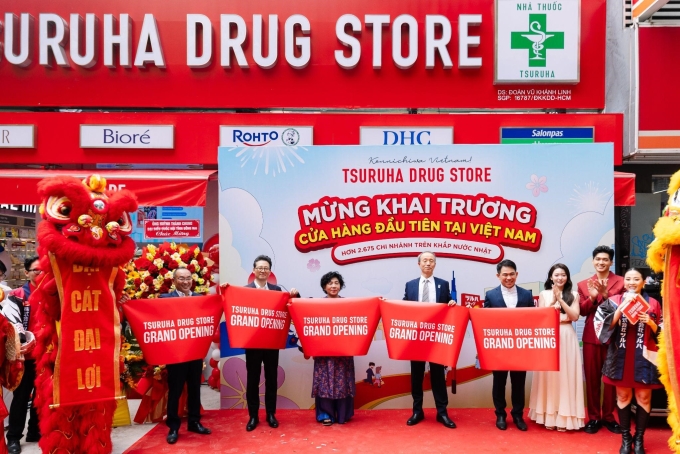 TSURUHA DRUG STORE
NHÀ THUỐC
TSURUHA
DS: ĐOÀN VŨ KHÁNH LINH
SGP: 16787/ĐKKDD-HCM
Bioré
ROHTO
DHC
Salonpas
STORE
Konnichiwa Vietnam!
TSURUHA DRUG STORE
MỪNG KHAI TRƯƠNG
CỬA HÀNG ĐẦU TIÊN TẠI VIỆT NAM
HƠN 2.675 CHI NHÁNH TRÊN KHẮP NƯỚC NHẬT
CÁT
ĐẠI
LỢI
TSURUHA DRUG STORE
GRAND OPENING
TSURUHA DRUG STORE
GRAND OPENING
TSURUHA DRUG STORE
GRAND OPENING
TSURUHA DRUG STORE
GRAND OPENING
TSURUHA DRUG STORE
GRAND OPENING